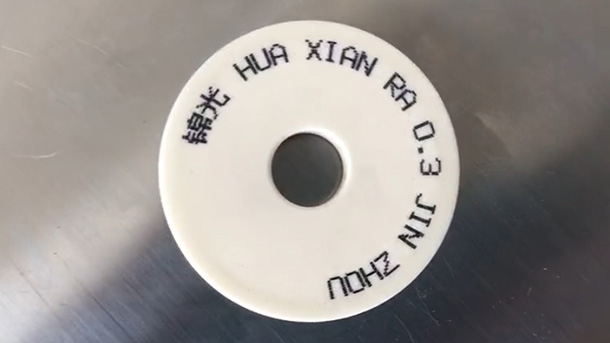 锦光 HUA XIAN RA 0.3 JIN ZHOU